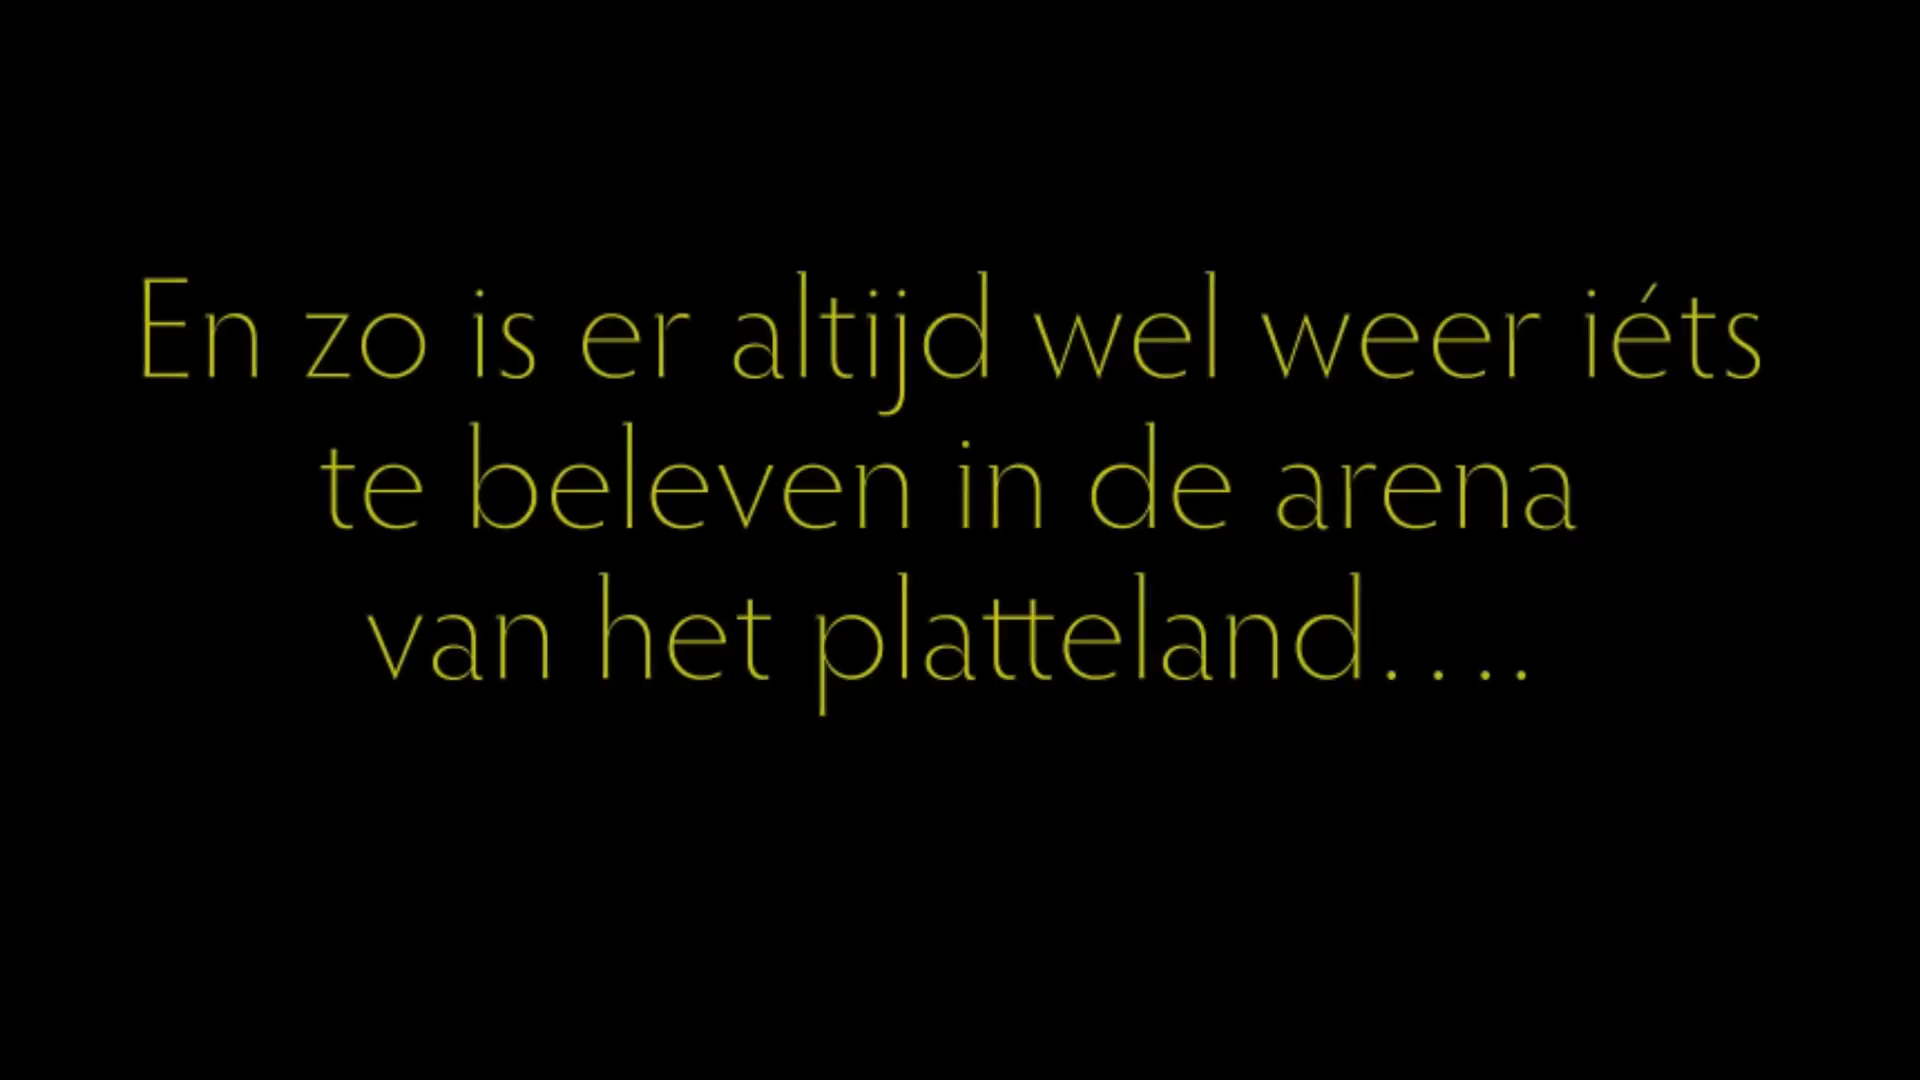 En zo is er altijd wel weer iéts
te beleven in de arena
van het platteland....